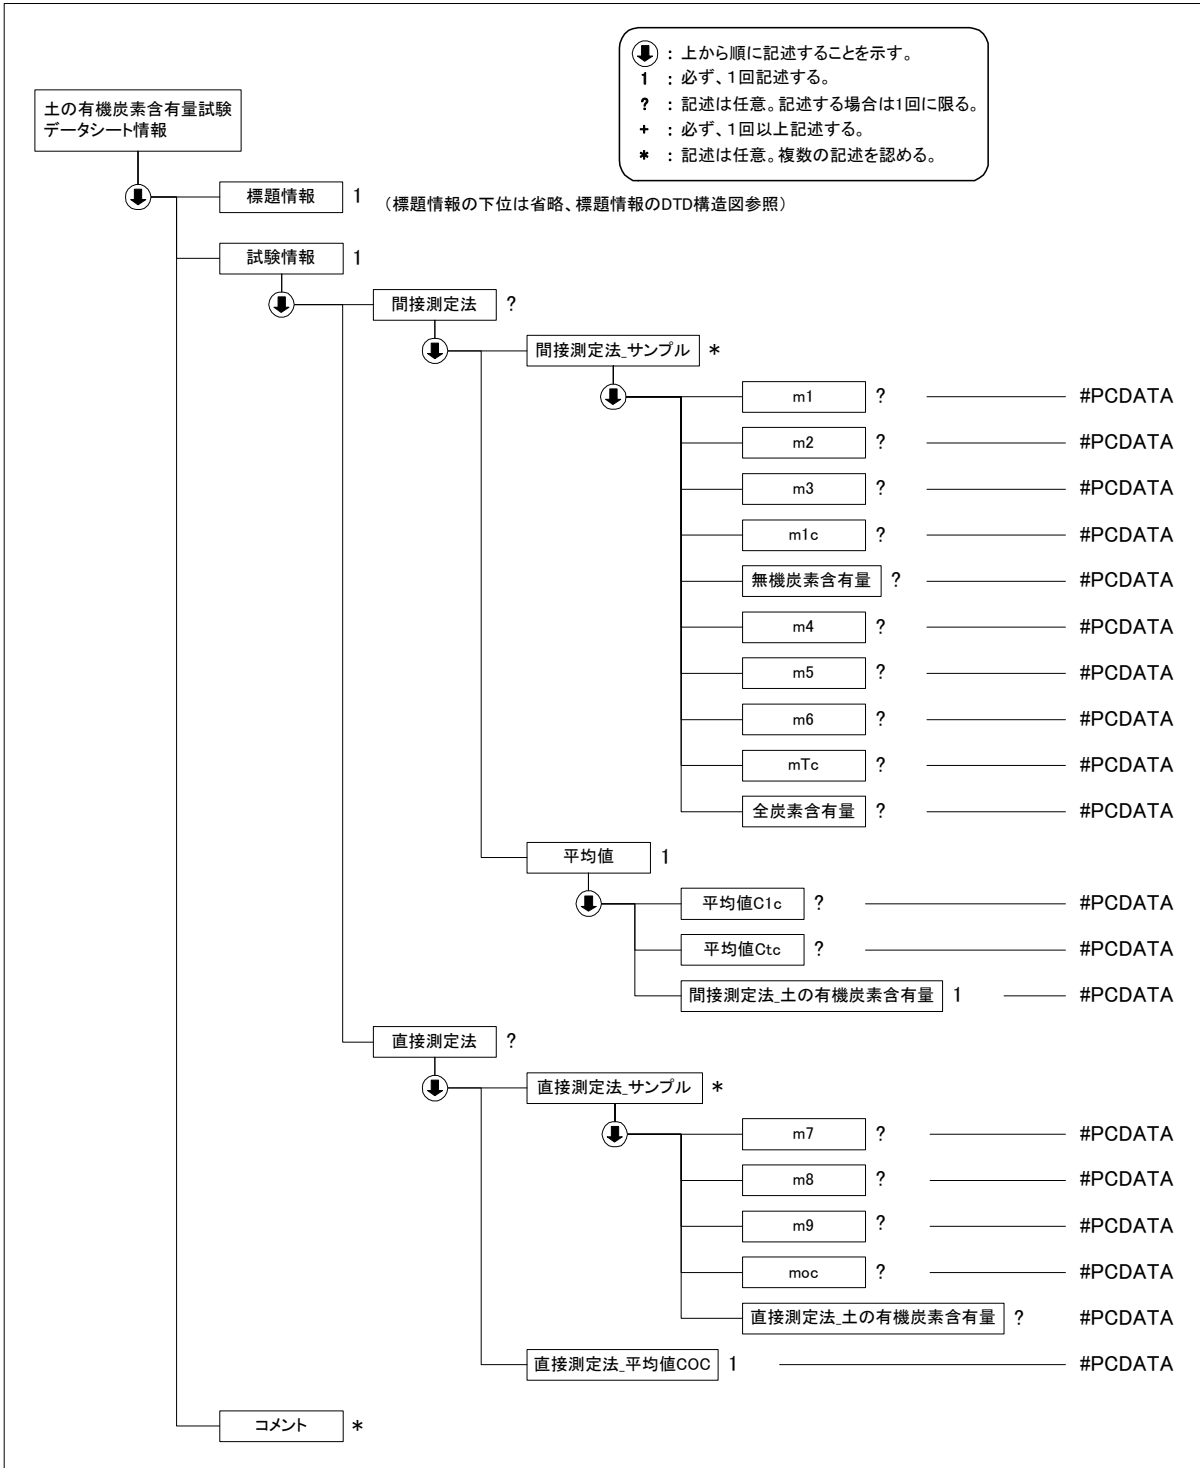 ：上から順に記述することを示す。
1 ：必ず、1回記述する。
? ：記述は任意。記述する場合は1回に限る。
+ ：必ず、1回以上記述する。
* ：記述は任意。複数の記述を認める。
土の有機炭素含有量試験
データシート情報
標題情報 1 （標題情報の下位は省略、標題情報のDTD構造図参照）
試験情報 1
間接測定法 ?
間接測定法_サンプル *
m1 ? #PCDATA
m2 ? #PCDATA
m3 ? #PCDATA
m1c ? #PCDATA
無機炭素含有量 ? #PCDATA
m4 ? #PCDATA
m5 ? #PCDATA
m6 ? #PCDATA
mTc ? #PCDATA
全炭素含有量 ? #PCDATA
平均値 1
平均値C1c ? #PCDATA
平均値Ctc ? #PCDATA
間接測定法_土の有機炭素含有量 1 #PCDATA
直接測定法 ?
直接測定法_サンプル *
m7 ? #PCDATA
m8 ? #PCDATA
m9 ? #PCDATA
moc ? #PCDATA
直接測定法_土の有機炭素含有量 ? #PCDATA
直接測定法_平均値COC 1 #PCDATA
コメント *